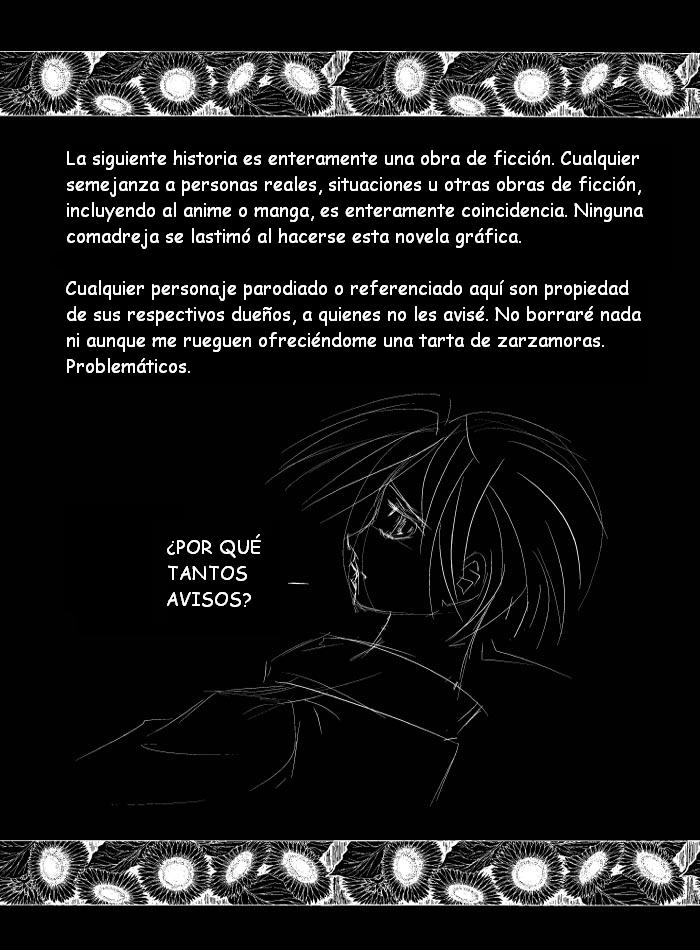 La siguiente historia es enteramente una obra de ficción. Cualquier
semejanza a personas reales, situaciones u otras obras de ficción,
incluyendo al anime o manga, es enteramente coincidencia. Ninguna
comadreja se lastimó al hacerse esta novela gráfica.
Cualquier personaje parodiado o referenciado aquí son propiedad
de sus respectivos dueños, a quienes no les avisé. No borraré nada
ni aunque me rueguen ofreciéndome una tarta de zarzamoras.
Problemáticos.
¿POR QUÉ
TANTOS
AVISOS?